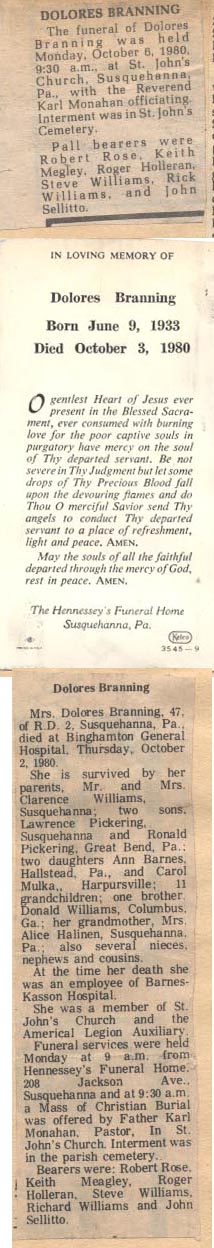 DOLORES BRANNING
The funeral of Dolores
Branning was held
Monday, October 6, 1980,
9:30 a.m., at St. John's
Church, Susquehanna,
Pa., with the Reverend
Karl Monahan officiating.
Interment was in St. John's
Cemetery.
Pall bearers were
Robert Rose, Keith
Megley, Roger Holleran,
Steve Williams, Rick
Williams, and John
Sellitto.
IN LOVING MEMORY OF
Dolores Branning
Born June 9, 1933
Died October 3, 1980
O gentlest Heart of Jesus ever
present in the Blessed Sacra-
ment, ever consumed with burning
love for the poor captive souls in
purgatory have mercy on the soul
of Thy departed servant. Be not
severe in Thy Judgment but let some
drops of Thy Precious Blood fall
upon the devouring flames and do
Thou O merciful Savior send Thy
angels to conduct Thy departed
servant to a place of refreshment,
light and peace. AMEN.
May the souls of all the faithful
departed through the mercy of God,
rest in peace. AMEN.
The Hennessey's Funeral Home
Susquehanna, Pa.
3545-9
Dolores Branning
Mrs. Dolores Branning, 47,
of R.D. 2, Susquehanna, Pa.,
died at Binghamton General
Hospital, Thursday, October
2, 1980.
She is survived by her
parents, Mr. and Mrs.
Clarence Williams,
Susquehanna; two sons,
Lawrence Pickering,
Susquehanna and Ronald
Pickering, Great Bend, Pa.;
two daughters Ann Barnes,
Hallstead, Pa., and Carol
Mulka,, Harpursville; 11
grandchildren; one brother,
Donald Williams, Columbus,
Ga.; her grandmother, Mrs.
Alice Halinen, Susquehanna,
Pa.; also several nieces,
nephews and cousins.
At the time her death she
was an employee of Barnes-
Kasson Hospital.
She was a member of St.
John's Church and the
Americal Legion Auxiliary.
Funeral services were held
Monday at 9 a.m. from
Hennessey's Funeral Home,
208 Jackson Ave.,
Susquehanna and at 9:30 a.m.
a Mass of Christian Burial
was offered by Father Karl
Monahan, Pastor, In St.
John's Church. Interment was
in the parish cemetery.
Bearers were: Robert Rose,
Keith Meagley, Roger
Holleran, Steve Williams,
Richard Williams and John
Sellitto.